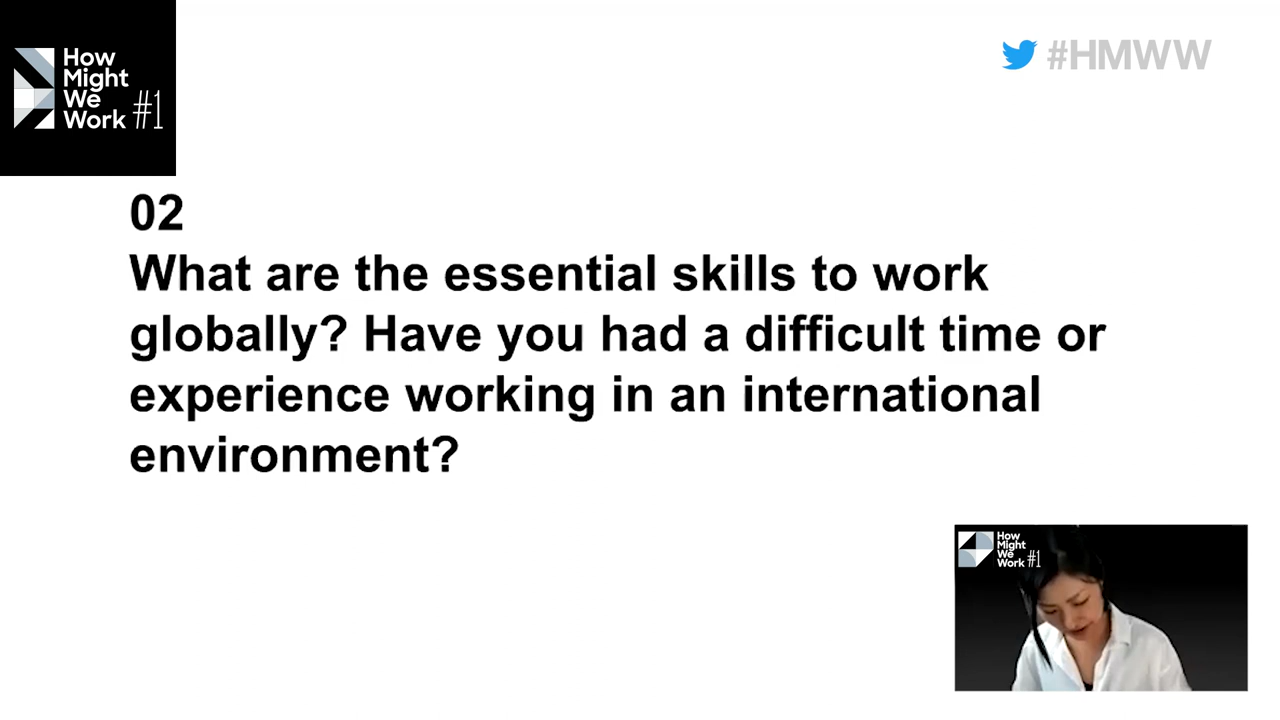 How
Might
We
Work #1
#HMWW
02
What are the essential skills to work
globally? Have you had a difficult time or
experience working in an international
environment?
How
Might
We
Work #1